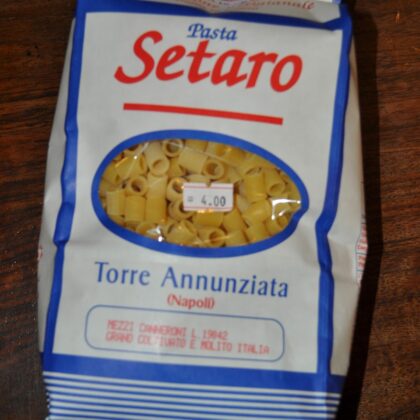 Pasta
Setaro
= 4.00
Torre Annunziata
(Napoli)
MEZZI CANNERONI L 19042
GRANO COLTIVATO E MOLITO ITALIA